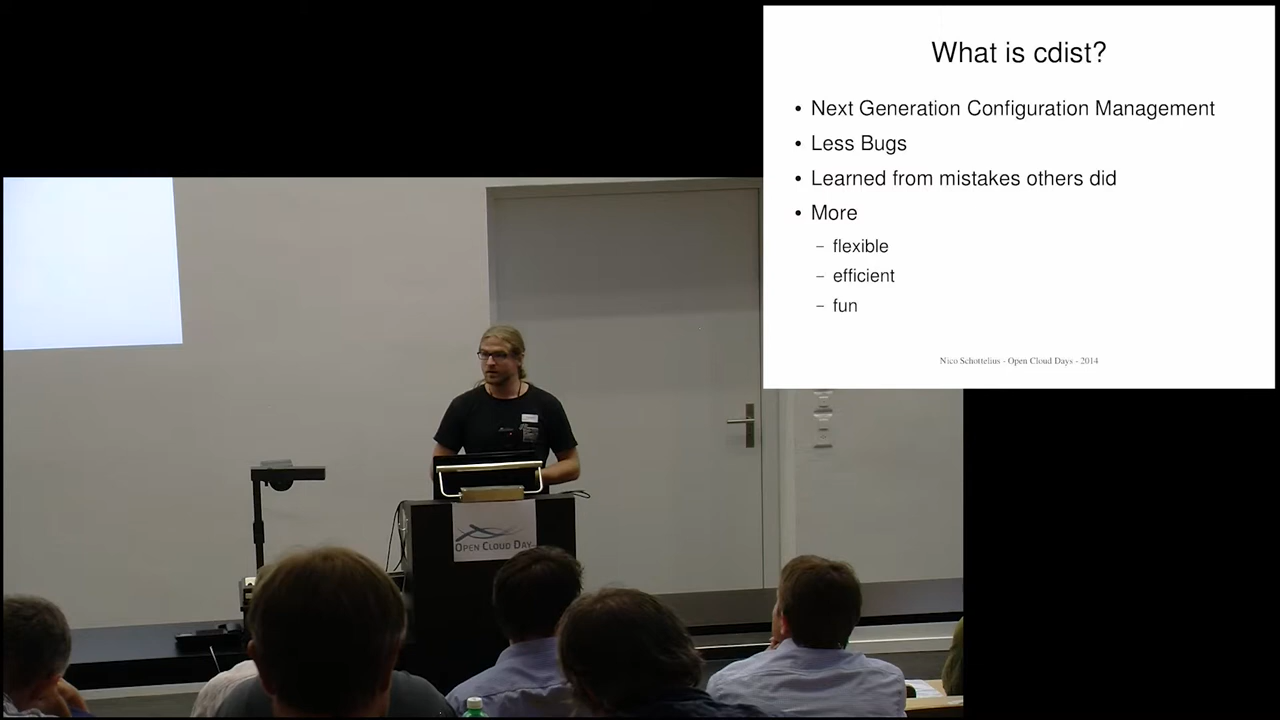 What is cdist?
• Next Generation Configuration Management
• Less Bugs
• Learned from mistakes others did
• More
– flexible
– efficient
– fun
Nico Schottelius - Open Cloud Days - 2014
OPEN CLOUD DAY